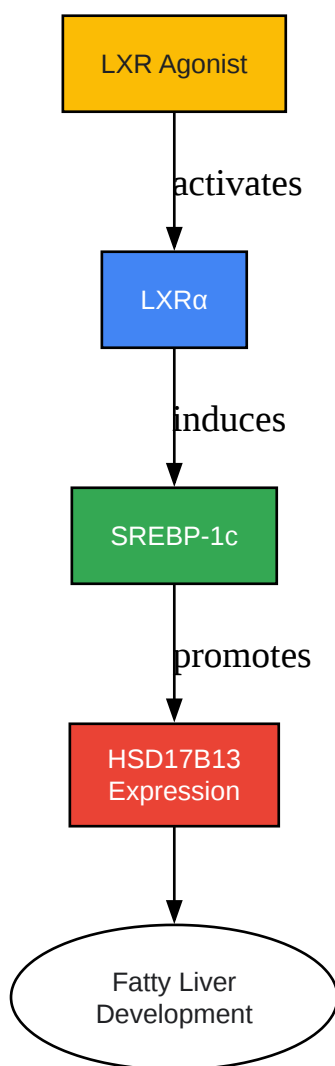 LXR Agonist
activates
LXRα
induces
SREBP-1c
promotes
HSD17B13
Expression
Fatty Liver
Development